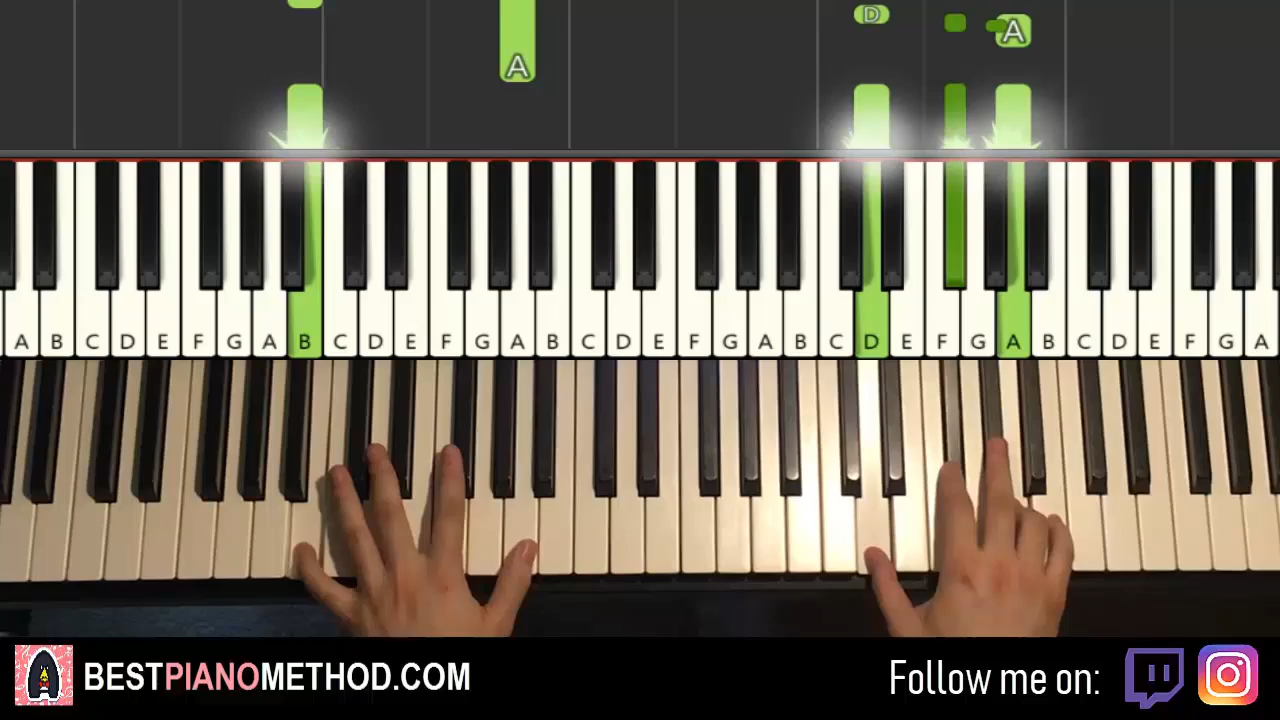 D
A
A
A B C D E F G A B C D E F G A B C D E F G A B C D E F G A B C D E F G A
BESTPIANOMETHOD.COM
Follow me on: